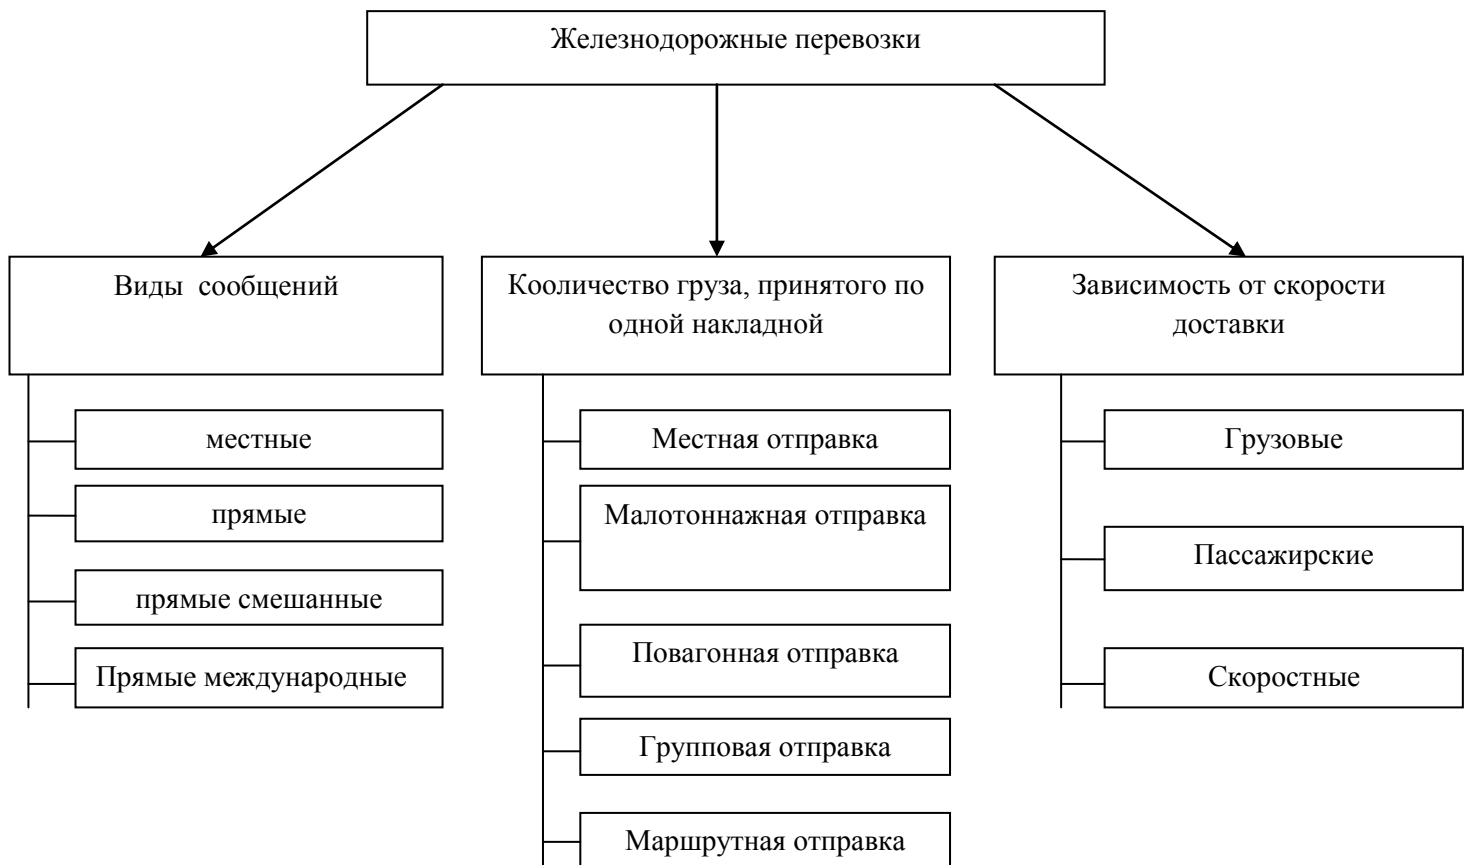 Железнодорожные перевозки
Виды сообщений
местные
прямые
прямые смешанные
Прямые международные
Кооличество груза, принятого по
одной накладной
Местная отправка
Малотоннажная отправка
Повагонная отправка
Групповая отправка
Маршрутная отправка
Зависимость от скорости
доставки
Грузовые
Пассажирские
Скоростные